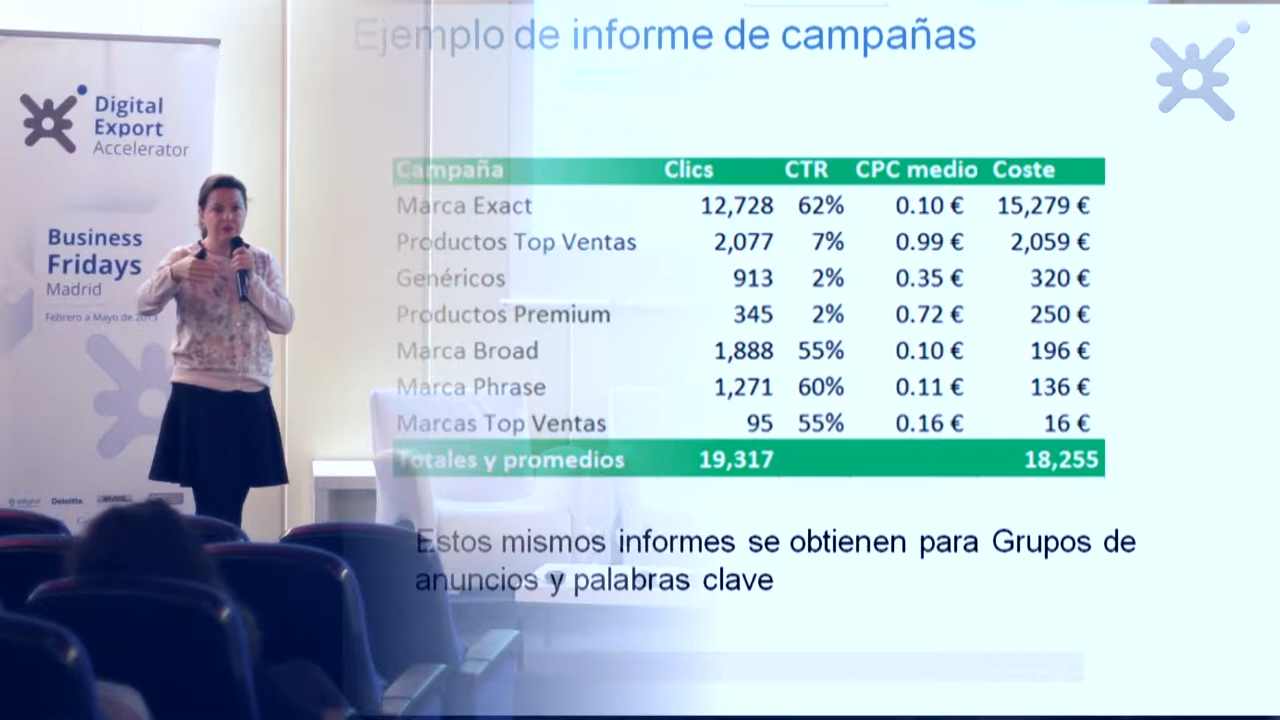 Ejemplo de informe de campañas
Digital
Export
Accelerator
Business
Fridays
Madrid
Febrero a Mayo de
Deloitte
Campaña Clics CTR CPC medio Coste
Marca Exact 12,728 62% 0.10 € 15,279 €
Productos Top Ventas 2,077 7% 0.99 € 2,059 €
Genéricos 913 2% 0.35 € 320 €
Productos Premium 345 2% 0.72 € 250 €
Marca Broad 1,888 55% 0.10 € 196 €
Marca Phrase 1,271 60% 0.11 € 136 €
Marcas Top Ventas 95 55% 0.16 € 16 €
Totales y promedios 19,317 18,255
Estos mismos informes se obtienen para Grupos de
anuncios y palabras clave